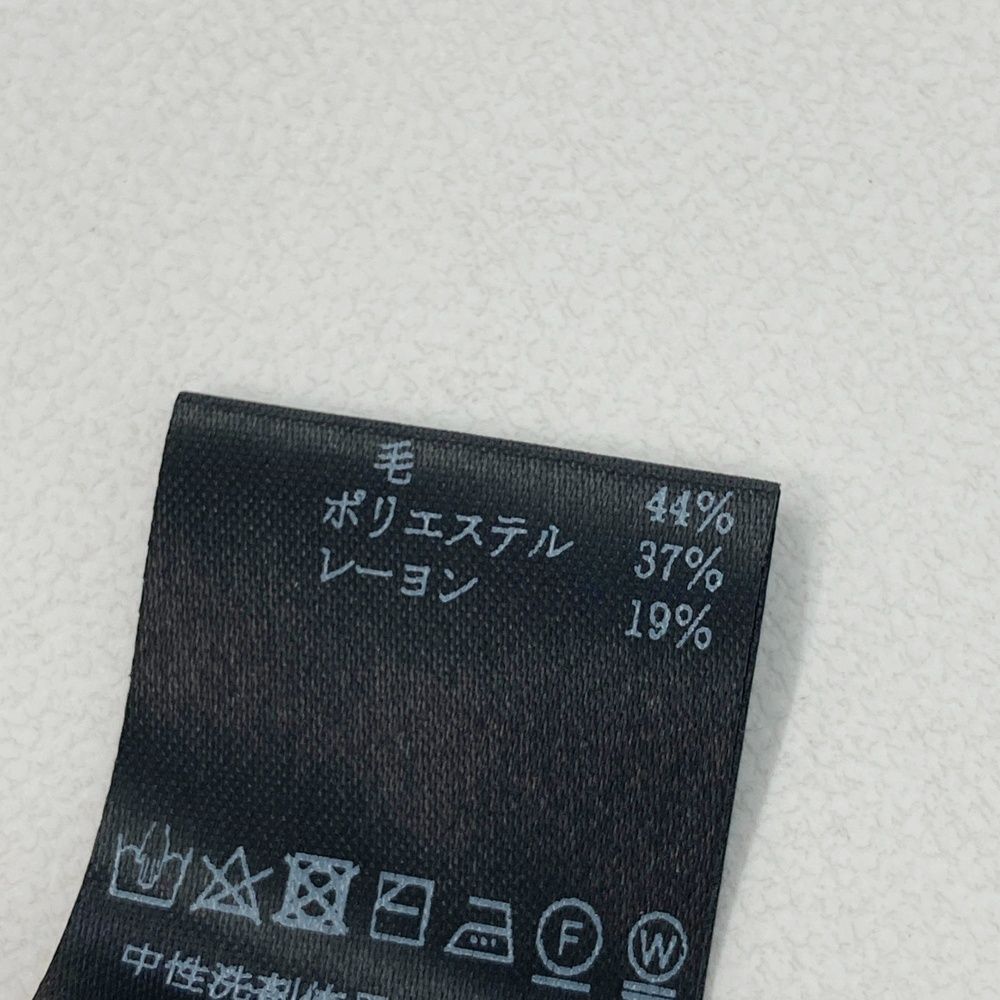 毛 44%
ポリエステル 37%
レーヨン 19%
F W
中性洗剤使用